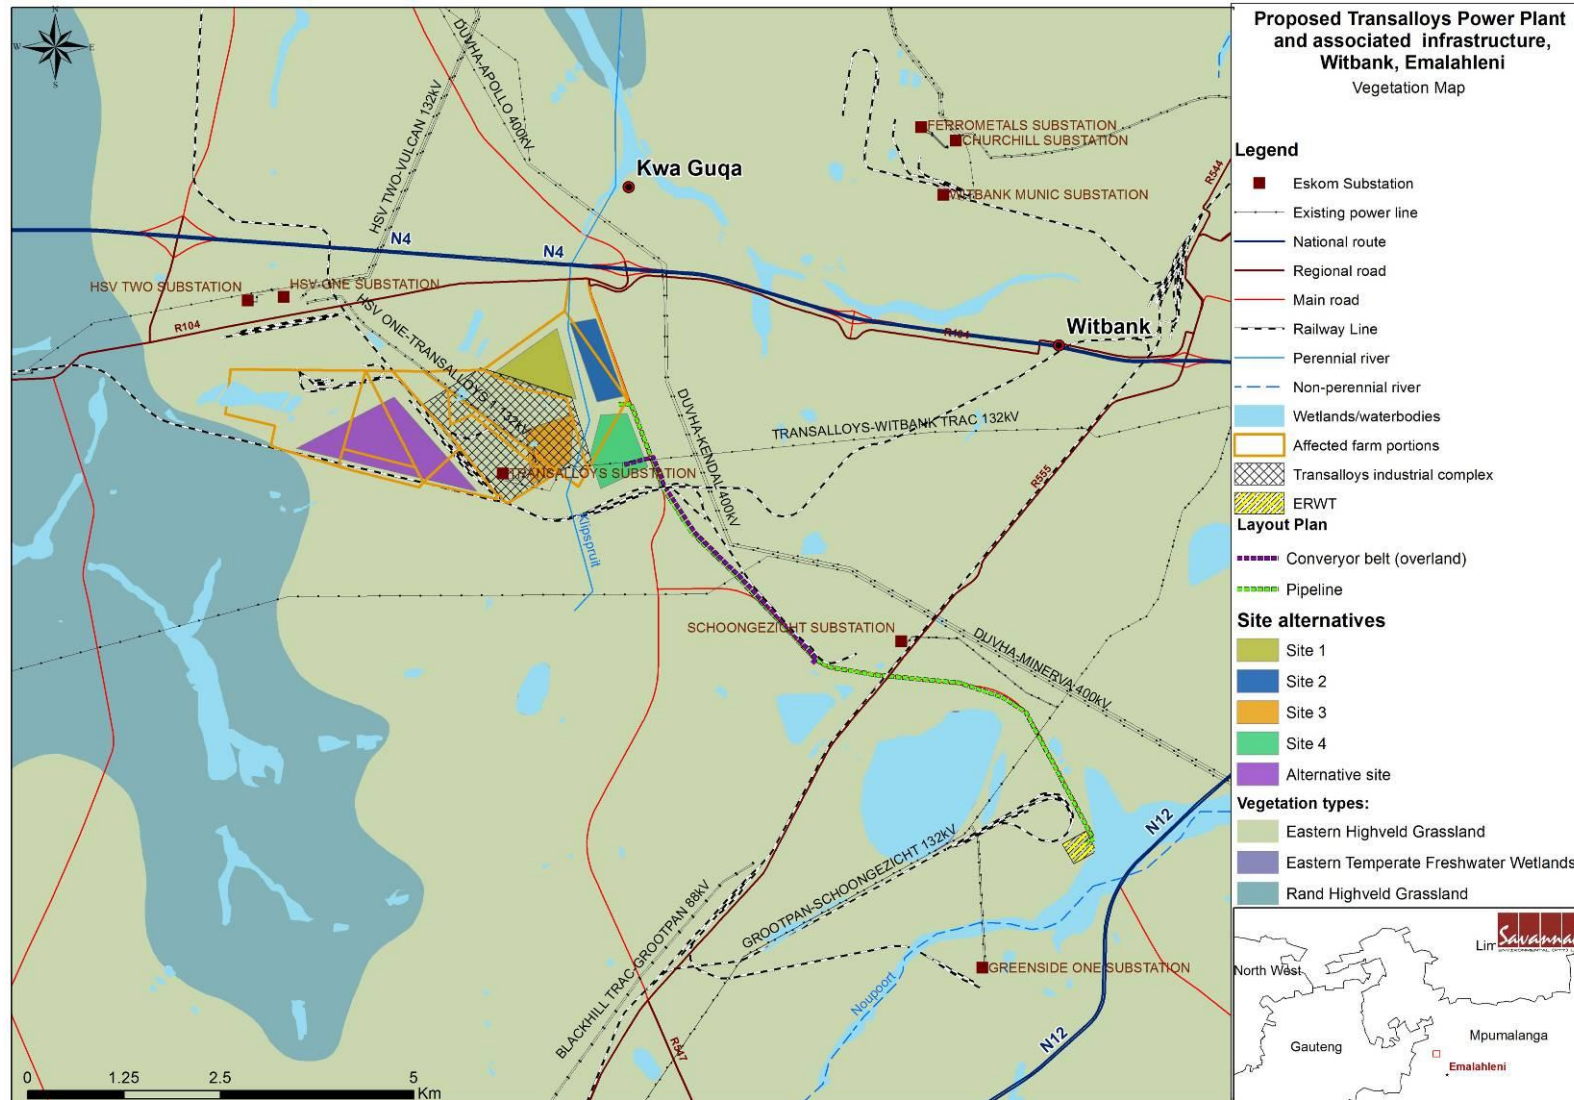 Proposed Transalloys Power Plant
and associated infrastructure,
Witbank, Emalahleni
Vegetation Map
Legend
Eskom Substation
Existing power line
National route
Regional road
Main road
Railway Line
Perennial river
Non-perennial river
Wetlands/waterbodies
Affected farm portions
Transalloys industrial complex
ERWT
Layout Plan
Converyor belt (overland)
Pipeline
Site alternatives
Site 1
Site 2
Site 3
Site 4
Alternative site
Vegetation types:
Eastern Highveld Grassland
Eastern Temperate Freshwater Wetlands
Rand Highveld Grassland
N
W
E
S
DUVHA-APOLLO 400kV
HSV TWO-VULCAN 132kV
FERROMETALS SUBSTATION
CHURCHILL SUBSTATION
Kwa Guqa
WITBANK MUNIC SUBSTATION
R544
N4
N4
HSV TWO SUBSTATION
HSV ONE SUBSTATION
R104
HSV ONE-TRANSALLOYS 1 132kV
R104
Witbank
DUVHA-KENDAL 400kV
TRANSALLOYS-WITBANK TRAC 132kV
TRANSALLOYS SUBSTATION
R555
Klipspruit
SCHOONGEZICHT SUBSTATION
DUVHA-MINERVA 400kV
N12
GROOTPAN-SCHOONGEZICHT 132kV
BLACKHILL TRAC-GROOTPAN 88kV
GREENSIDE ONE SUBSTATION
Noupoort
N12
R547
0 1.25 2.5 5
Km
Lim
Savannah
North West
Gauteng
Mpumalanga
Emalahleni